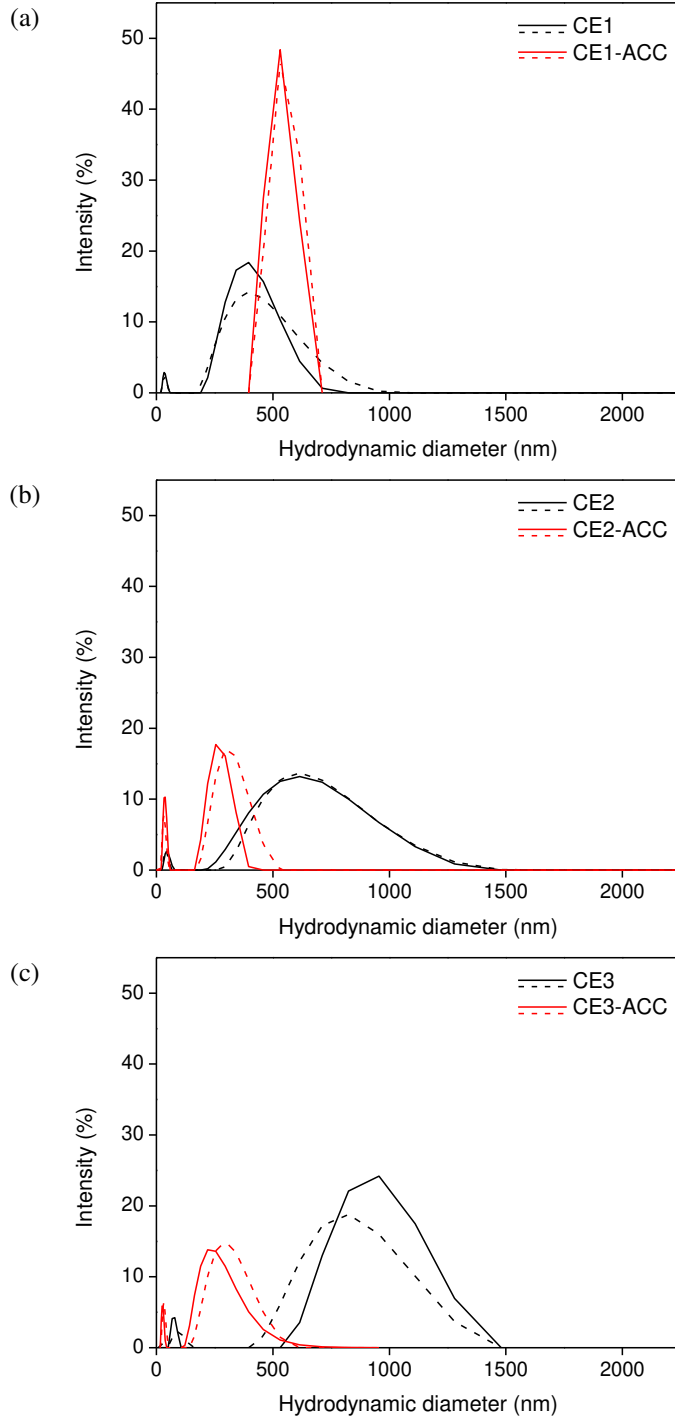 (a)
CE1
CE1-ACC
Intensity (%)
50
40
30
20
10
0
0 500 1000 1500 2000
Hydrodynamic diameter (nm)
(b)
CE2
CE2-ACC
Intensity (%)
50
40
30
20
10
0
0 500 1000 1500 2000
Hydrodynamic diameter (nm)
(c)
CE3
CE3-ACC
Intensity (%)
50
40
30
20
10
0
0 500 1000 1500 2000
Hydrodynamic diameter (nm)